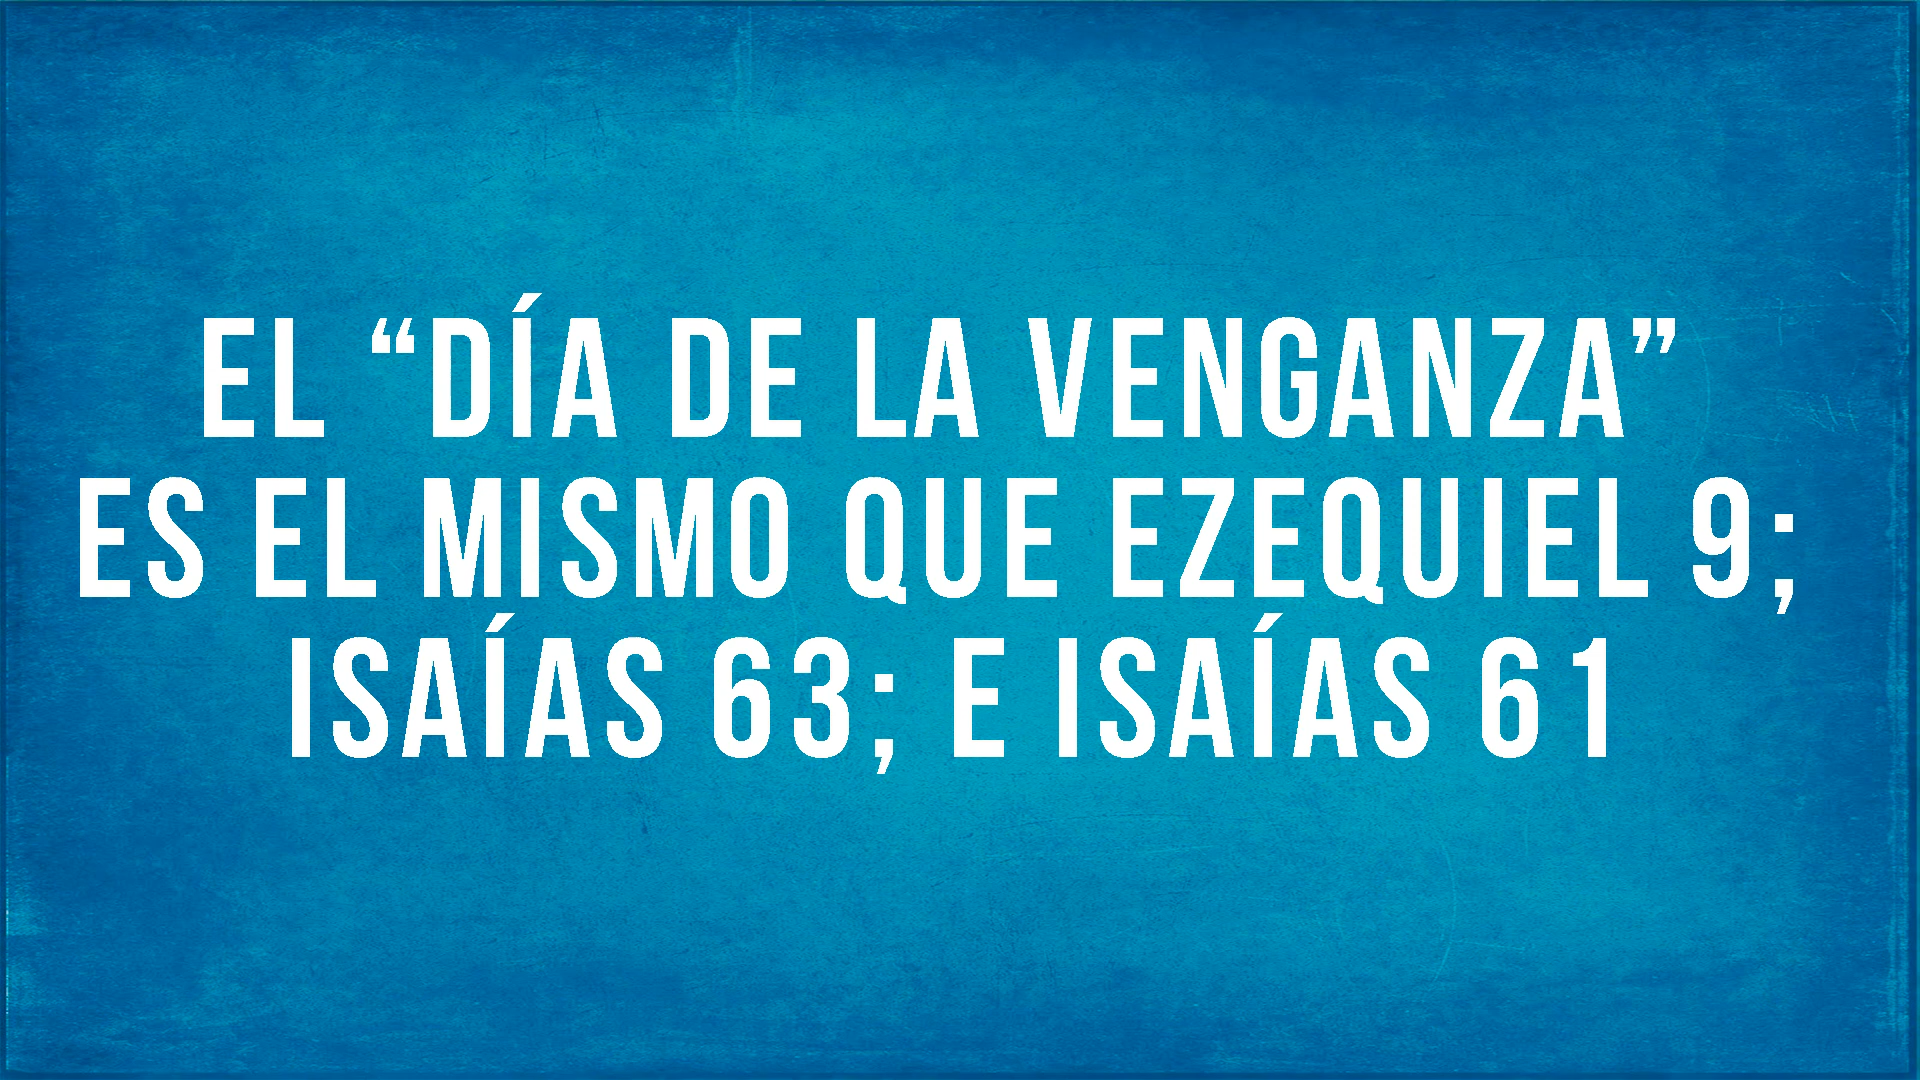 EL “DÍA DE LA VENGANZA”
ES EL MISMO QUE EZEQUIEL 9;
ISAÍAS 63; E ISAÍAS 61